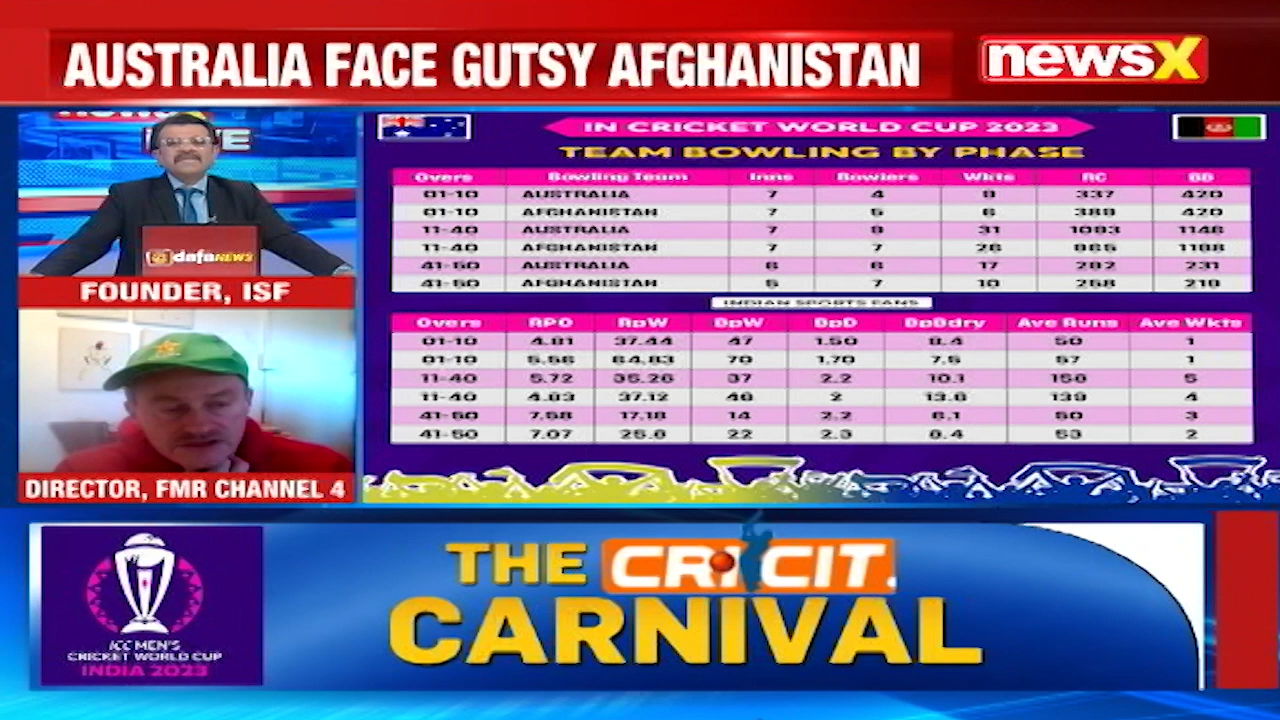 AUSTRALIA FACE GUTSY AFGHANISTAN
newsX
IN CRICKET WORLD CUP 2023
TEAM BOWLING BY PHASE
Overs Bowling Team Inns Bowlers Wkts RC BB
01-10 AUSTRALIA 7 4 9 337 420
01-10 AFGHANISTAN 7 5 6 389 420
11-40 AUSTRALIA 7 31 1093 1146
11-40 AFGHANISTAN 7 7 26 965 1198
41-50 AUSTRALIA 6 6 17 292 231
41-50 AFGHANISTAN 5 7 10 258 219
INDIAN SPORTS FANS
Overs RPO RpW BpW BpD BpBdry Ave Runs Ave Wkts
01-10 4.81 37.44 47 1.50 8.4 50 1
01-10 5.56 64.83 70 1.70 7.5 57 1
11-40 5.72 35.26 37 2.2 10.1 156 5
11-40 4.83 37.12 46 2 13.6 139 4
41-50 7.58 17.18 14 2.2 6.1 50 3
41-50 7.07 25.8 22 2.3 8.4 53 2
dafaNEWS
FOUNDER, ISF
DIRECTOR, FMR CHANNEL 4
THE CRICIT.
CARNIVAL
ICC MEN'S
CRICKET WORLD CUP
INDIA 2023